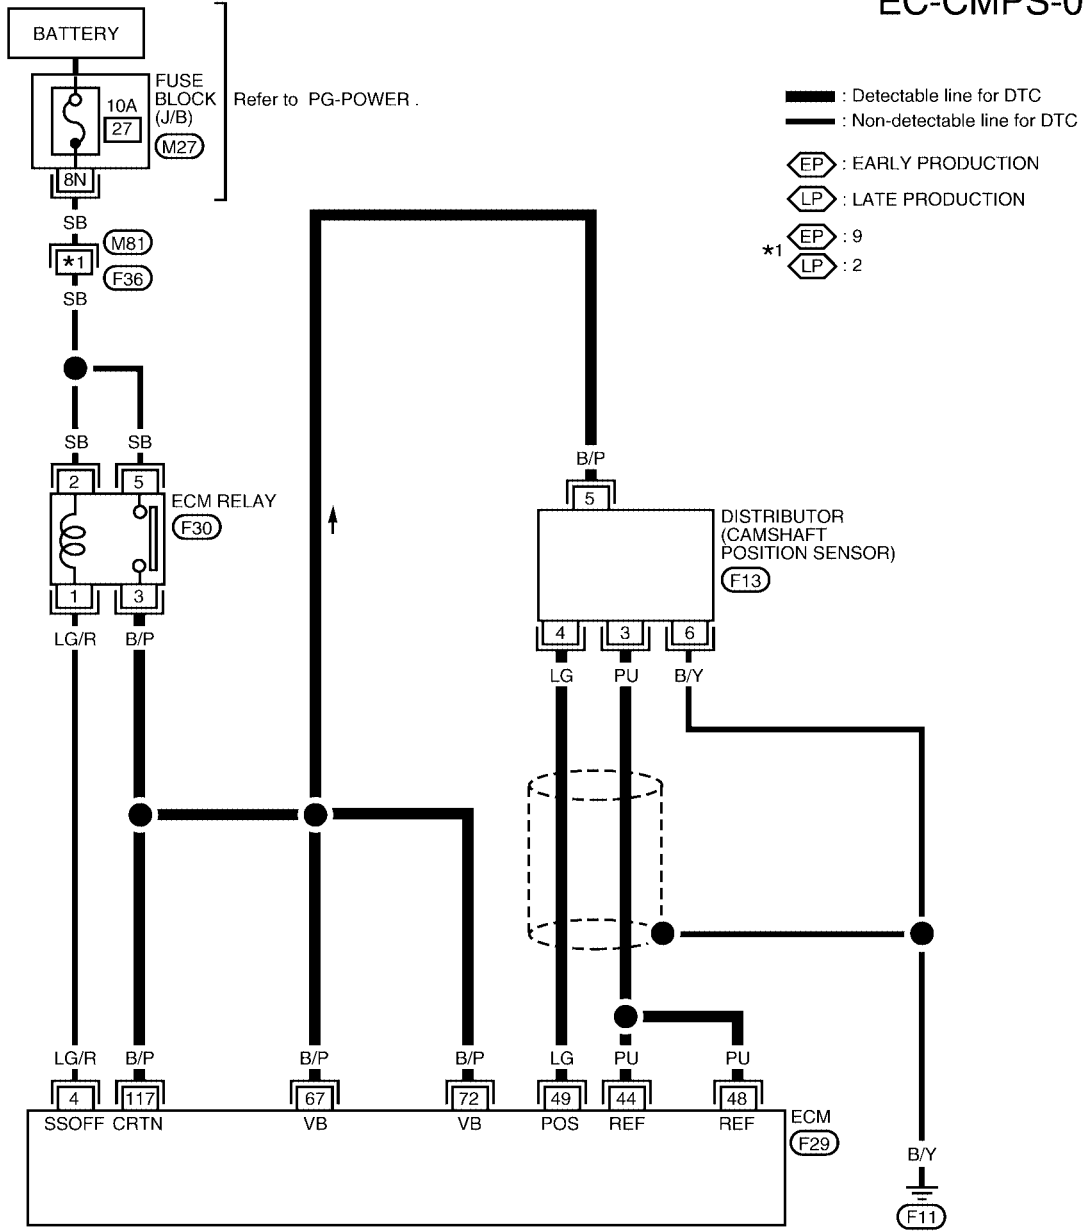 EC-CMPS-0
BATTERY
FUSE
BLOCK
(J/B)
M27
10A
27
8N
Refer to PG-POWER .
: Detectable line for DTC
: Non-detectable line for DTC
EP : EARLY PRODUCTION
LP : LATE PRODUCTION
*1 EP : 9
LP : 2
SB
*1
M81
F36
SB
SB SB
2 5
ECM RELAY
F30
1 3
LG/R B/P
B/P
5
DISTRIBUTOR
(CAMSHAFT
POSITION SENSOR)
F13
4 3 6
LG PU B/Y
LG/R B/P B/P B/P LG PU PU
4 117 67 72 49 44 48
SSOFF CRTN VB VB POS REF REF
ECM
F29
B/Y
F11